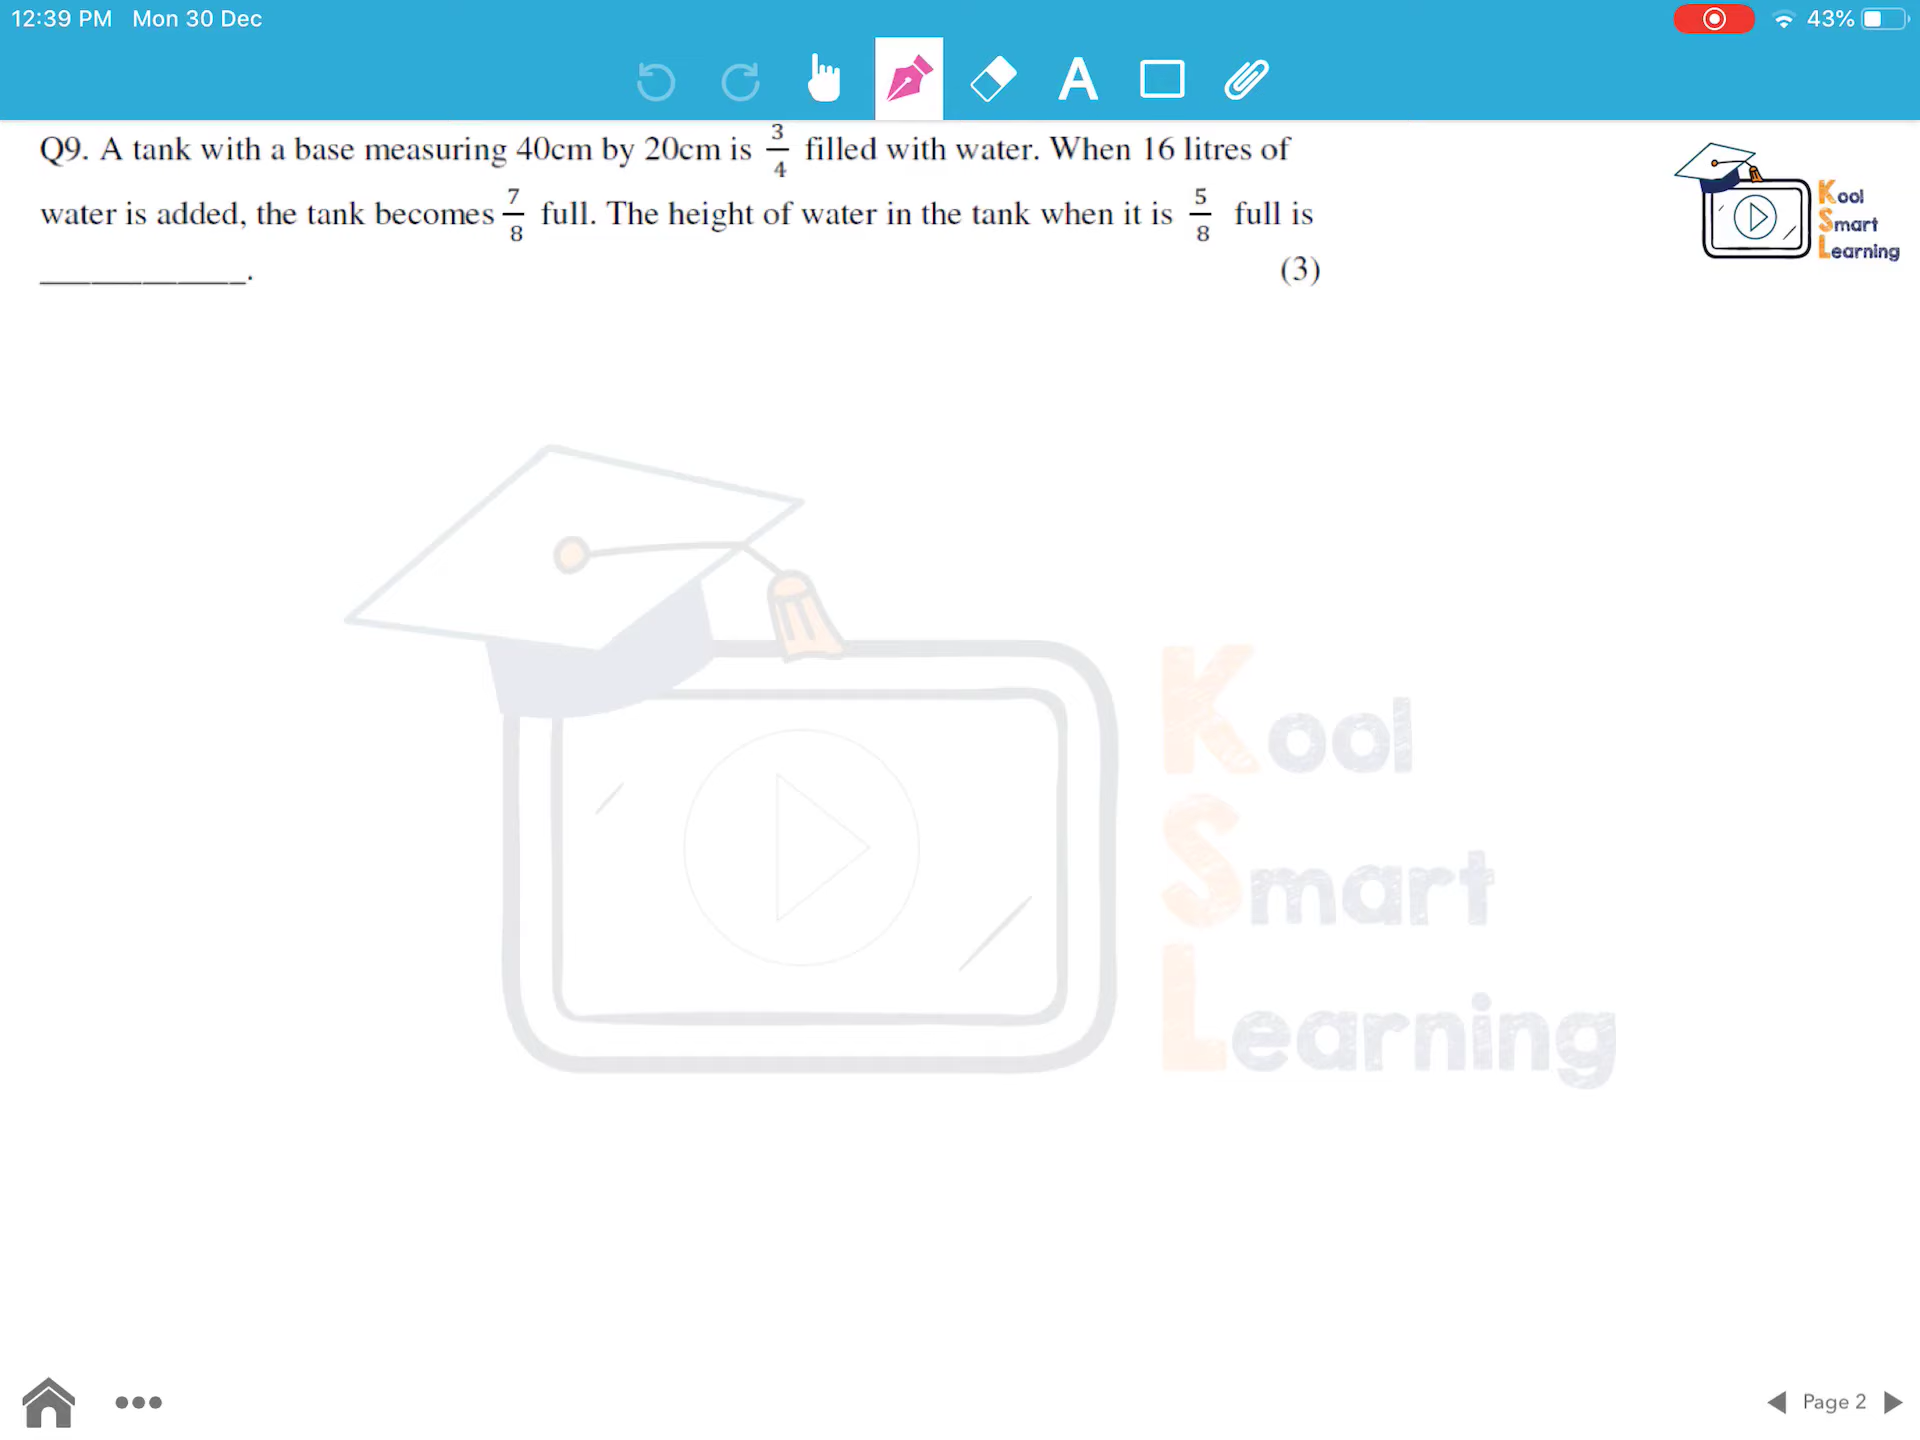 12:39 PM Mon 30 Dec
43%
A
Q9. A tank with a base measuring 40cm by 20cm is 3/4 filled with water. When 16 litres of
water is added, the tank becomes 7/8 full. The height of water in the tank when it is 5/8 full is
____________.
(3)
Kool
Smart
Learning
Kool
Smart
Learning
Page 2